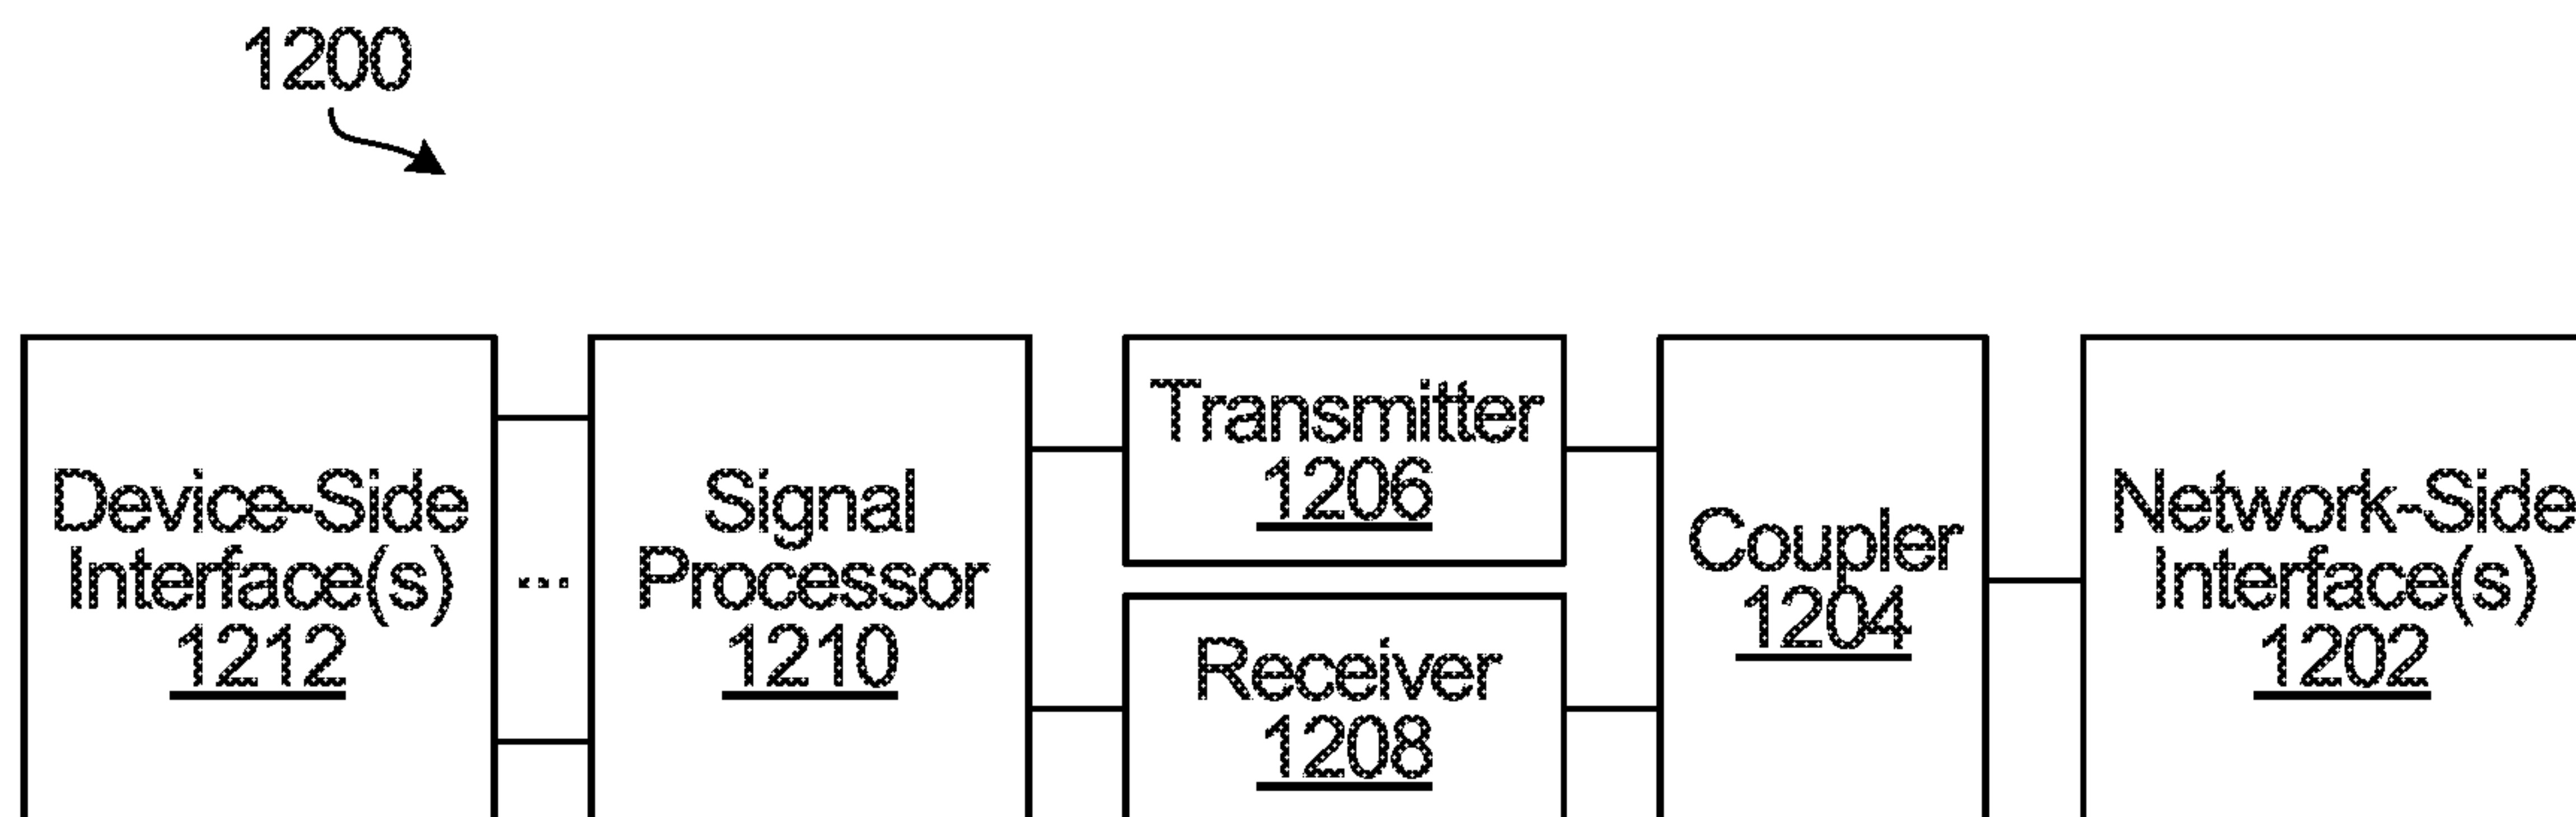 1200
Device-Side
Interface(s)
1212
...
Signal
Processor
1210
Transmitter
1206
Receiver
1208
Coupler
1204
Network-Side
Interface(s)
1202